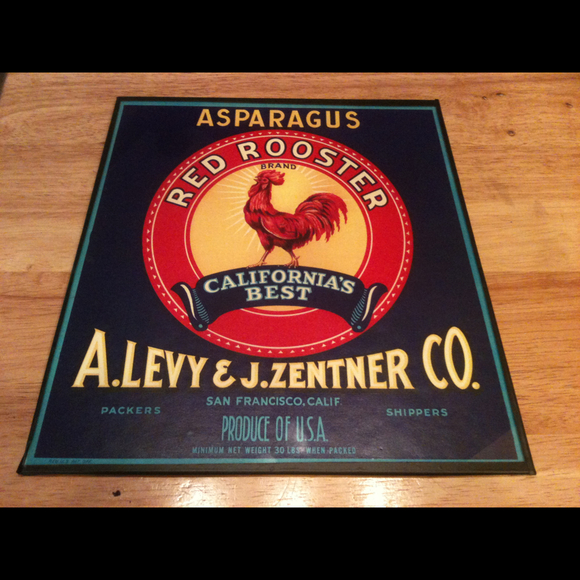 ASPARAGUS
RED ROOSTER
BRAND
CALIFORNIA'S
BEST
A. LEVY & J. ZENTNER CO.
SAN FRANCISCO, CALIF
PACKERS
SHIPPERS
PRODUCE OF U.S.A.
MINIMUM NET WEIGHT 30 LBS. WHEN PACKED